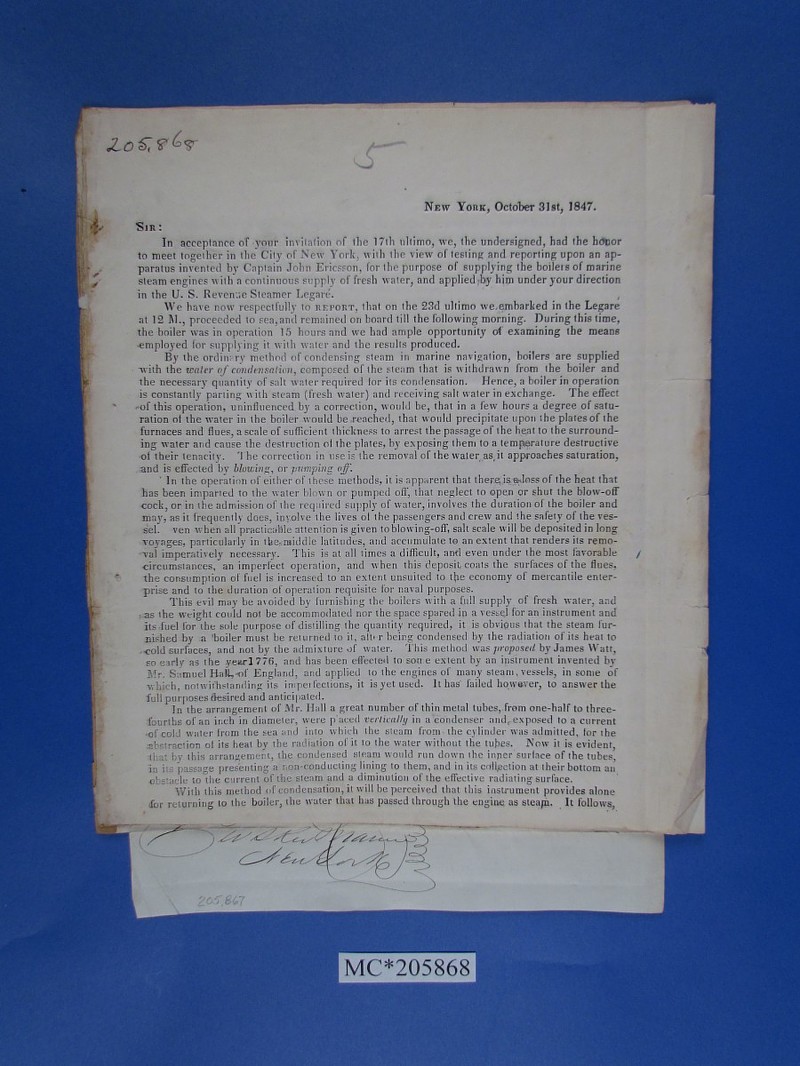 205,868
5
NEW YORK, October 31st, 1847.
SIR:
In acceptance of your invitation of the 17th ultimo, we, the undersigned, had the honor
to meet together in the City of New York, with the view of testing and reporting upon an ap-
paratus invented by Captain John Ericsson, for the purpose of supplying the boilers of marine
steam engines with a continuous supply of fresh water, and applied by him under your direction
in the U. S. Revenue Steamer Legare.
We have now respectfully to REPORT, that on the 23d ultimo we embarked in the Legare
at 12 M., proceeded to sea, and remained on board till the following morning. During this time,
the boiler was in operation 15 hours and we had ample opportunity of examining the means
employed for supplying it with water and the results produced.
By the ordin ry method of condensing steam in marine navigation, boilers are supplied
with the water of condensation, composed of the steam that is withdrawn from the boiler and
the necessary quantity of salt water required for its condensation. Hence, a boiler in operation
is constantly parting with steam (fresh water) and receiving salt water in exchange. The effect
of this operation, uninfluenced by a correction, would be, that in a few hours a degree of satu-
ration of the water in the boiler would be reached, that would precipitate upon the plates of the
furnaces and flues, a scale of sufficient thickness to arrest the passage of the heat to the surround-
ing water and cause the destruction of the plates, by exposing them to a temperature destructive
of their tenacity. The correction in use is the removal of the water as it approaches saturation,
and is effected by blowing, or pumping off.
In the operation of either of these methods, it is apparent that there is a loss of the heat that
has been imparted to the water blown or pumped off, that neglect to open or shut the blow-off
cock, or in the admission of the required supply of water, involves the duration of the boiler and
may, as it frequently does, involve the lives of the passengers and crew and the safety of the ves-
sel. ven when all practicable attention is given to blowing-off, salt scale will be deposited in long
voyages, particularly in the middle latitudes, and accumulate to an extent that renders its remo-
val imperatively necessary. This is at all times a difficult, and even under the most favorable
circumstances, an imperfect operation, and when this deposit coats the surfaces of the flues,
the consumption of fuel is increased to an extent unsuited to the economy of mercantile enter-
prise and to the duration of operation requisite for naval purposes.
This evil may be avoided by furnishing the boilers with a full supply of fresh water, and
as the weight could not be accommodated nor the space spared in a vessel for an instrument and
its fuel for the sole purpose of distilling the quantity required, it is obvious that the steam fur-
nished by a boiler must be returned to it, after being condensed by the radiation of its heat to
cold surfaces, and not by the admixture of water. This method was proposed by James Watt,
so early as the year 1776, and has been effected to some extent by an instrument invented by
Mr. Samuel Hall, of England, and applied to the engines of many steam vessels, in some of
which, notwithstanding its imperfections, it is yet used. It has failed however, to answer the
full purposes desired and anticipated.
In the arrangement of Mr. Hall a great number of thin metal tubes, from one-half to three-
fourths of an inch in diameter, were placed vertically in a condenser and exposed to a current
of cold water from the sea and into which the steam from the cylinder was admitted, for the
abstraction of its heat by the radiation of it to the water without the tubes. Now it is evident,
that by this arrangement, the condensed steam would run down the inner surface of the tubes,
in its passage presenting a non-conducting lining to them, and in its collection at their bottom an
obstacle to the current of the steam and a diminution of the effective radiating surface.
With this method of condensation, it will be perceived that this instrument provides alone
for returning to the boiler, the water that has passed through the engine as steam. It follows,
New York
205,867
MC*205868